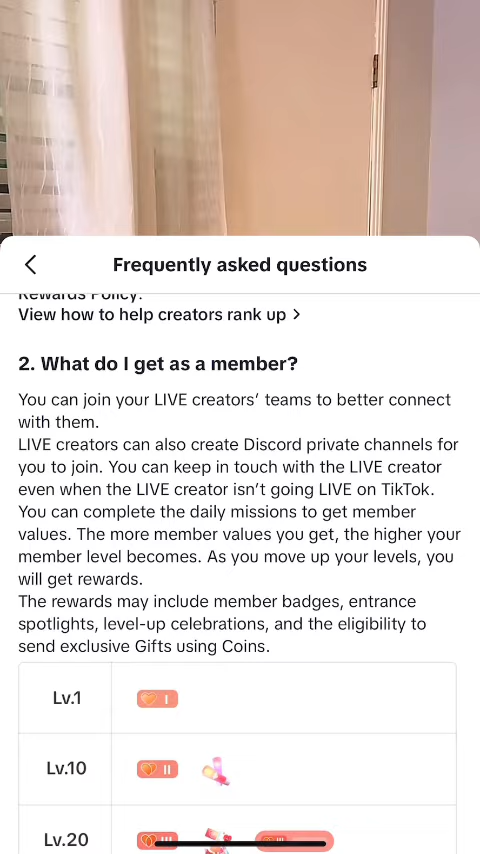 Frequently asked questions
Rewards Policy.
View how to help creators rank up >
2. What do I get as a member?
You can join your LIVE creators’ teams to better connect
with them.
LIVE creators can also create Discord private channels for
you to join. You can keep in touch with the LIVE creator
even when the LIVE creator isn’t going LIVE on TikTok.
You can complete the daily missions to get member
values. The more member values you get, the higher your
member level becomes. As you move up your levels, you
will get rewards.
The rewards may include member badges, entrance
spotlights, level-up celebrations, and the eligibility to
send exclusive Gifts using Coins.
Lv.1 I
Lv.10 II
Lv.20 III III